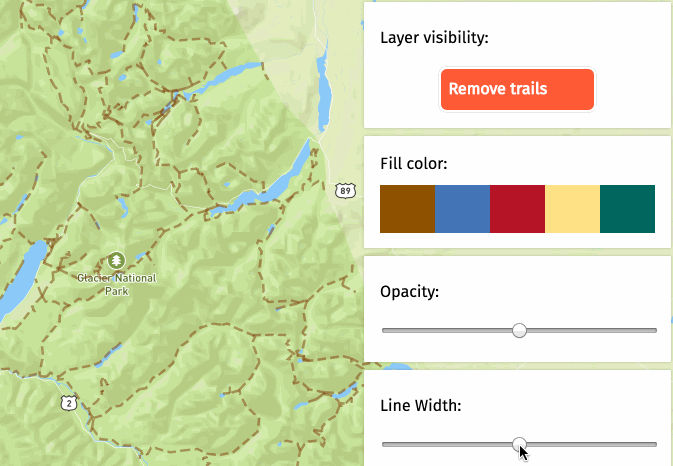 Layer visibility:
Remove trails
Fill color:
89
Glacier National
Park
Opacity:
2
Line Width: